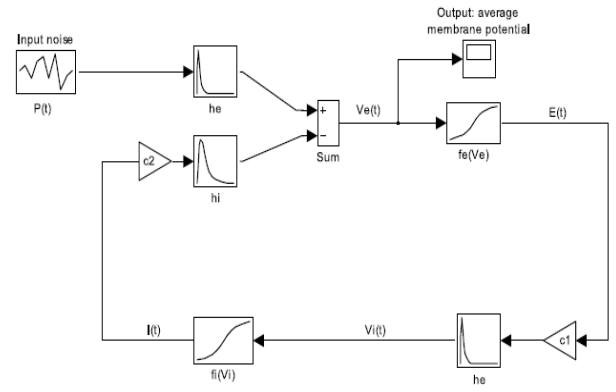 Output: average
membrane potential
Input noise
P(t)
he
+
−
Sum
Ve(t)
E(t)
fe(Ve)
c2
hi
I(t)
fi(Vi)
Vi(t)
he
c1